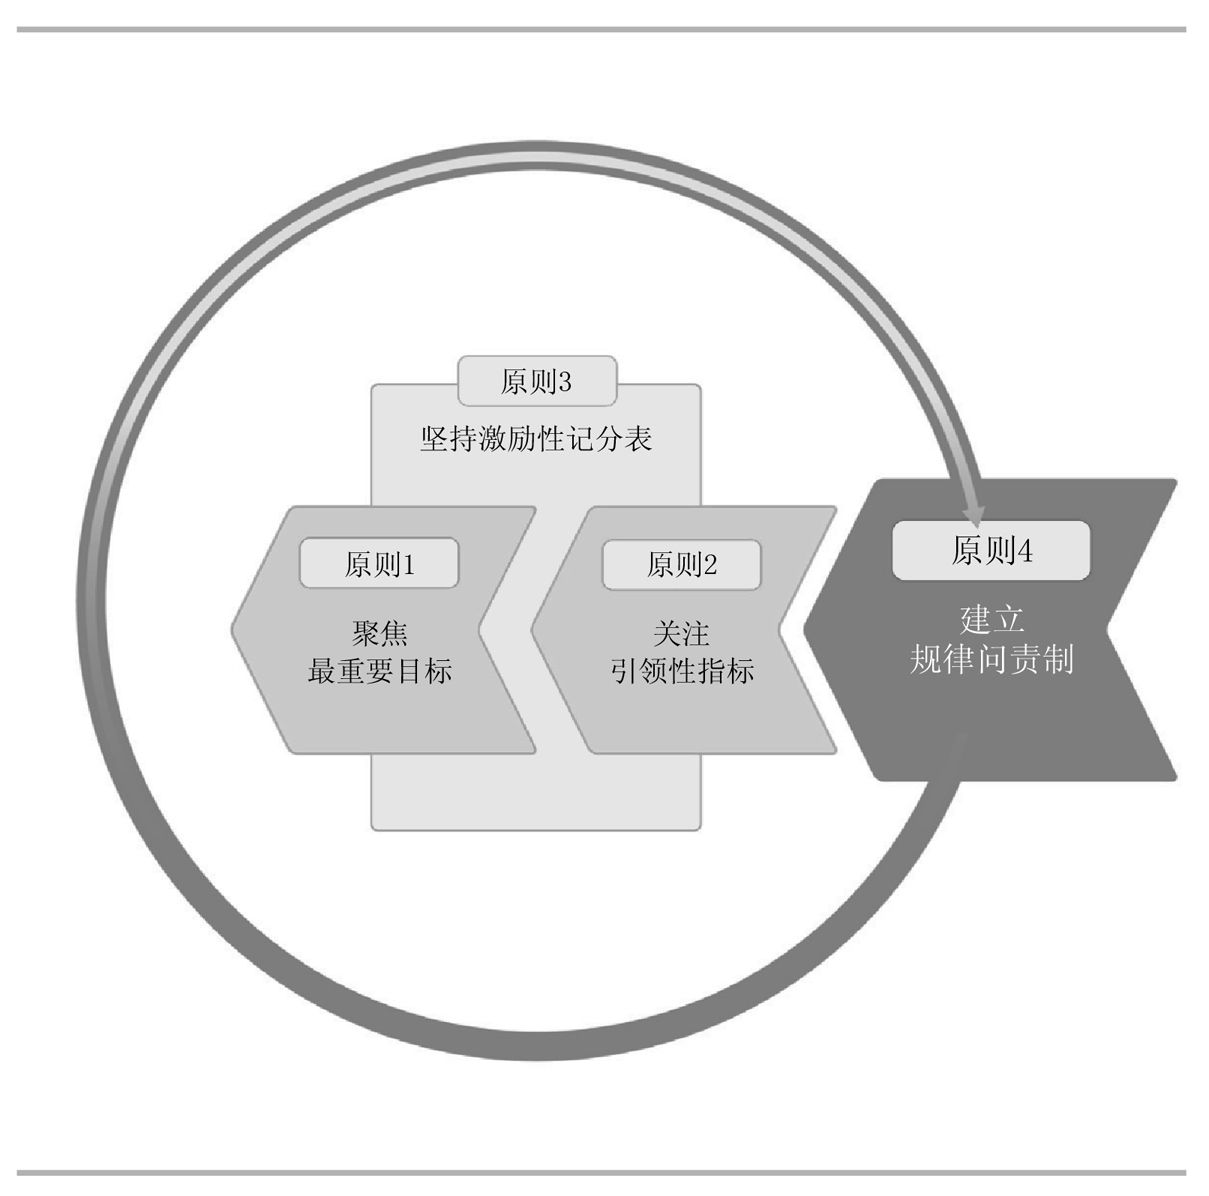 原则3
坚持激励性记分表
原则1
聚焦
最重要目标
原则2
关注
引领性指标
原则4
建立
规律问责制